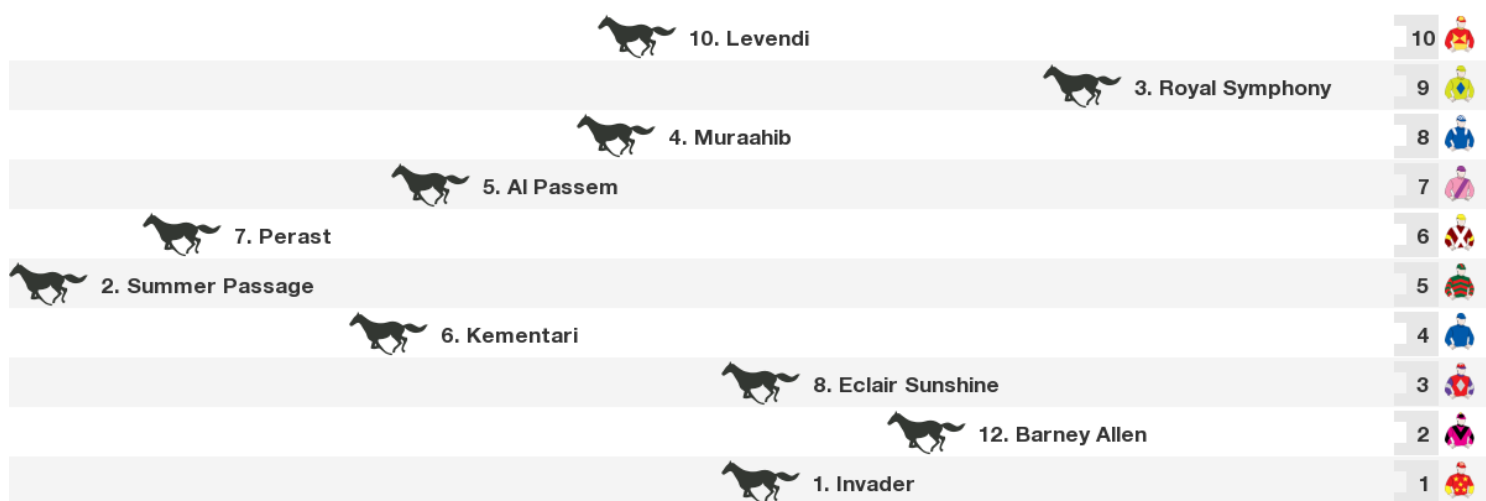 10. Levendi 10
3. Royal Symphony 9
4. Muraahib 8
5. Al Passem 7
7. Perast 6
2. Summer Passage 5
6. Kementari 4
8. Eclair Sunshine 3
12. Barney Allen 2
1. Invader 1